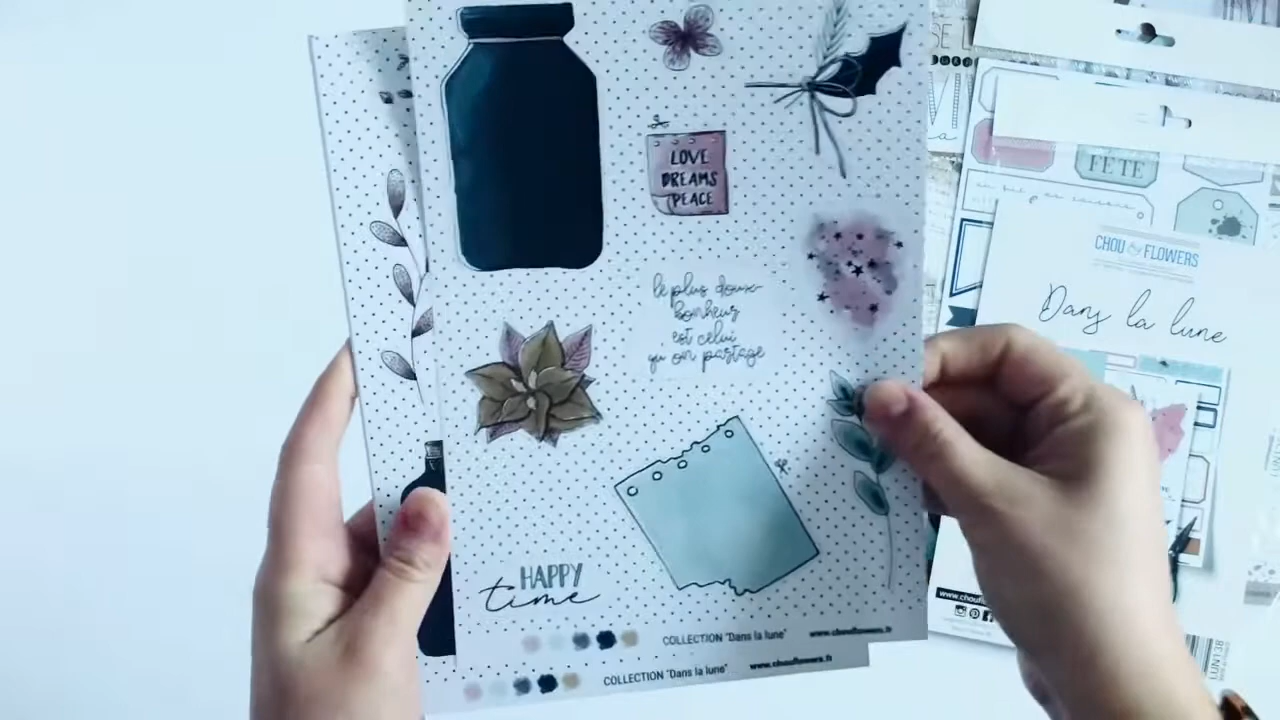 LOVE
DREAMS
PEACE
le plus doux
bonheur
est celui
qu'on partage
HAPPY
time
COLLECTION "Dans la lune"
www.chouflowers.fr
COLLECTION "Dans la lune"
www.chouflowers.fr
FETE
CHOU & FLOWERS
Dans la lune